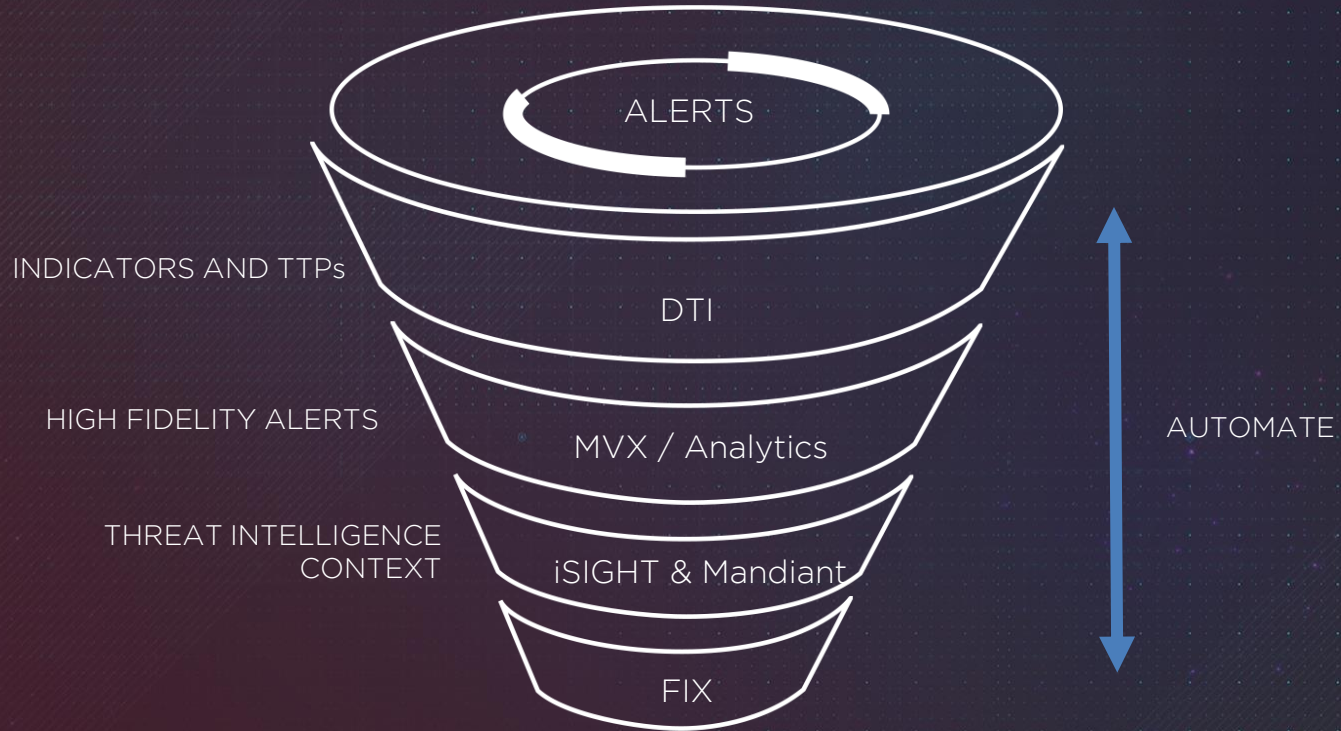 ALERTS
INDICATORS AND TTPs
DTI
HIGH FIDELITY ALERTS
MVX / Analytics
AUTOMATE
THREAT INTELLIGENCE
CONTEXT
iSIGHT & Mandiant
FIX